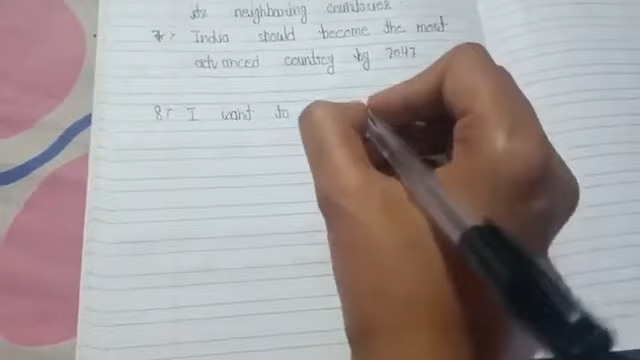 its neighbouring countries.
7. India should become the most
advanced country by 2047
8. I want to